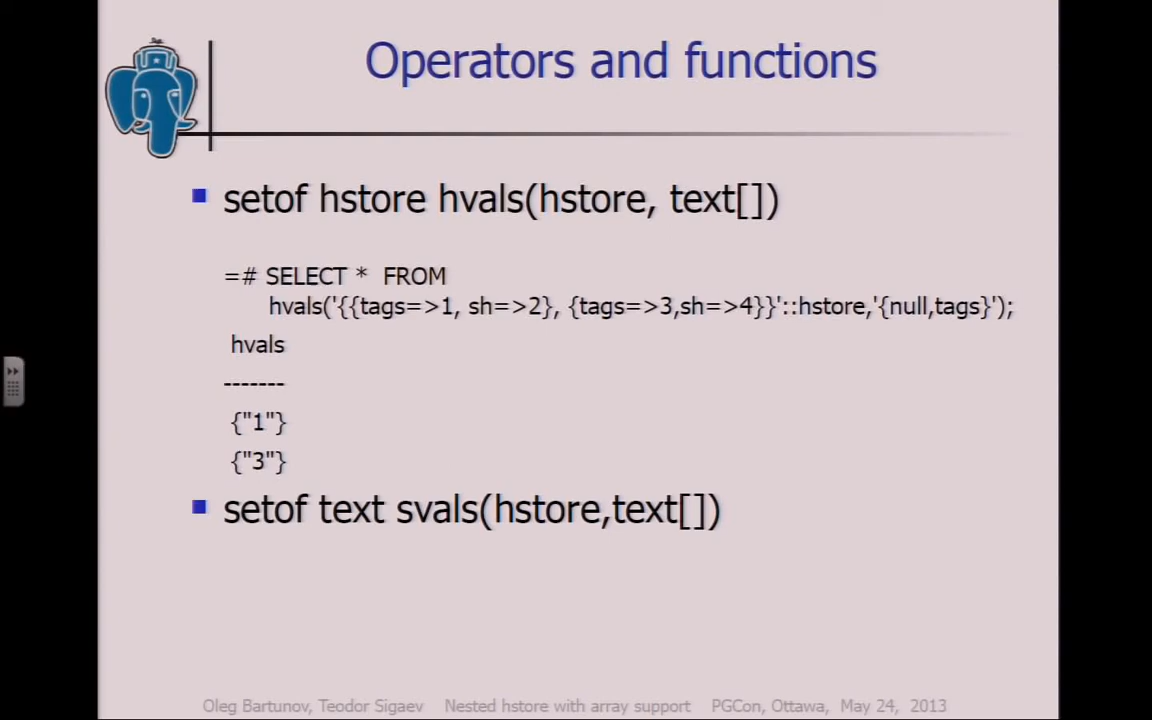 Operators and functions
setof hstore hvals(hstore, text[])
=# SELECT *  FROM
hvals('{{tags=>1, sh=>2}, {tags=>3,sh=>4}}'::hstore,'{null,tags}');
hvals
-------
{"1"}
{"3"}
setof text svals(hstore,text[])
Oleg Bartunov, Teodor Sigaev    Nested hstore with array support    PGCon, Ottawa,  May 24,  2013